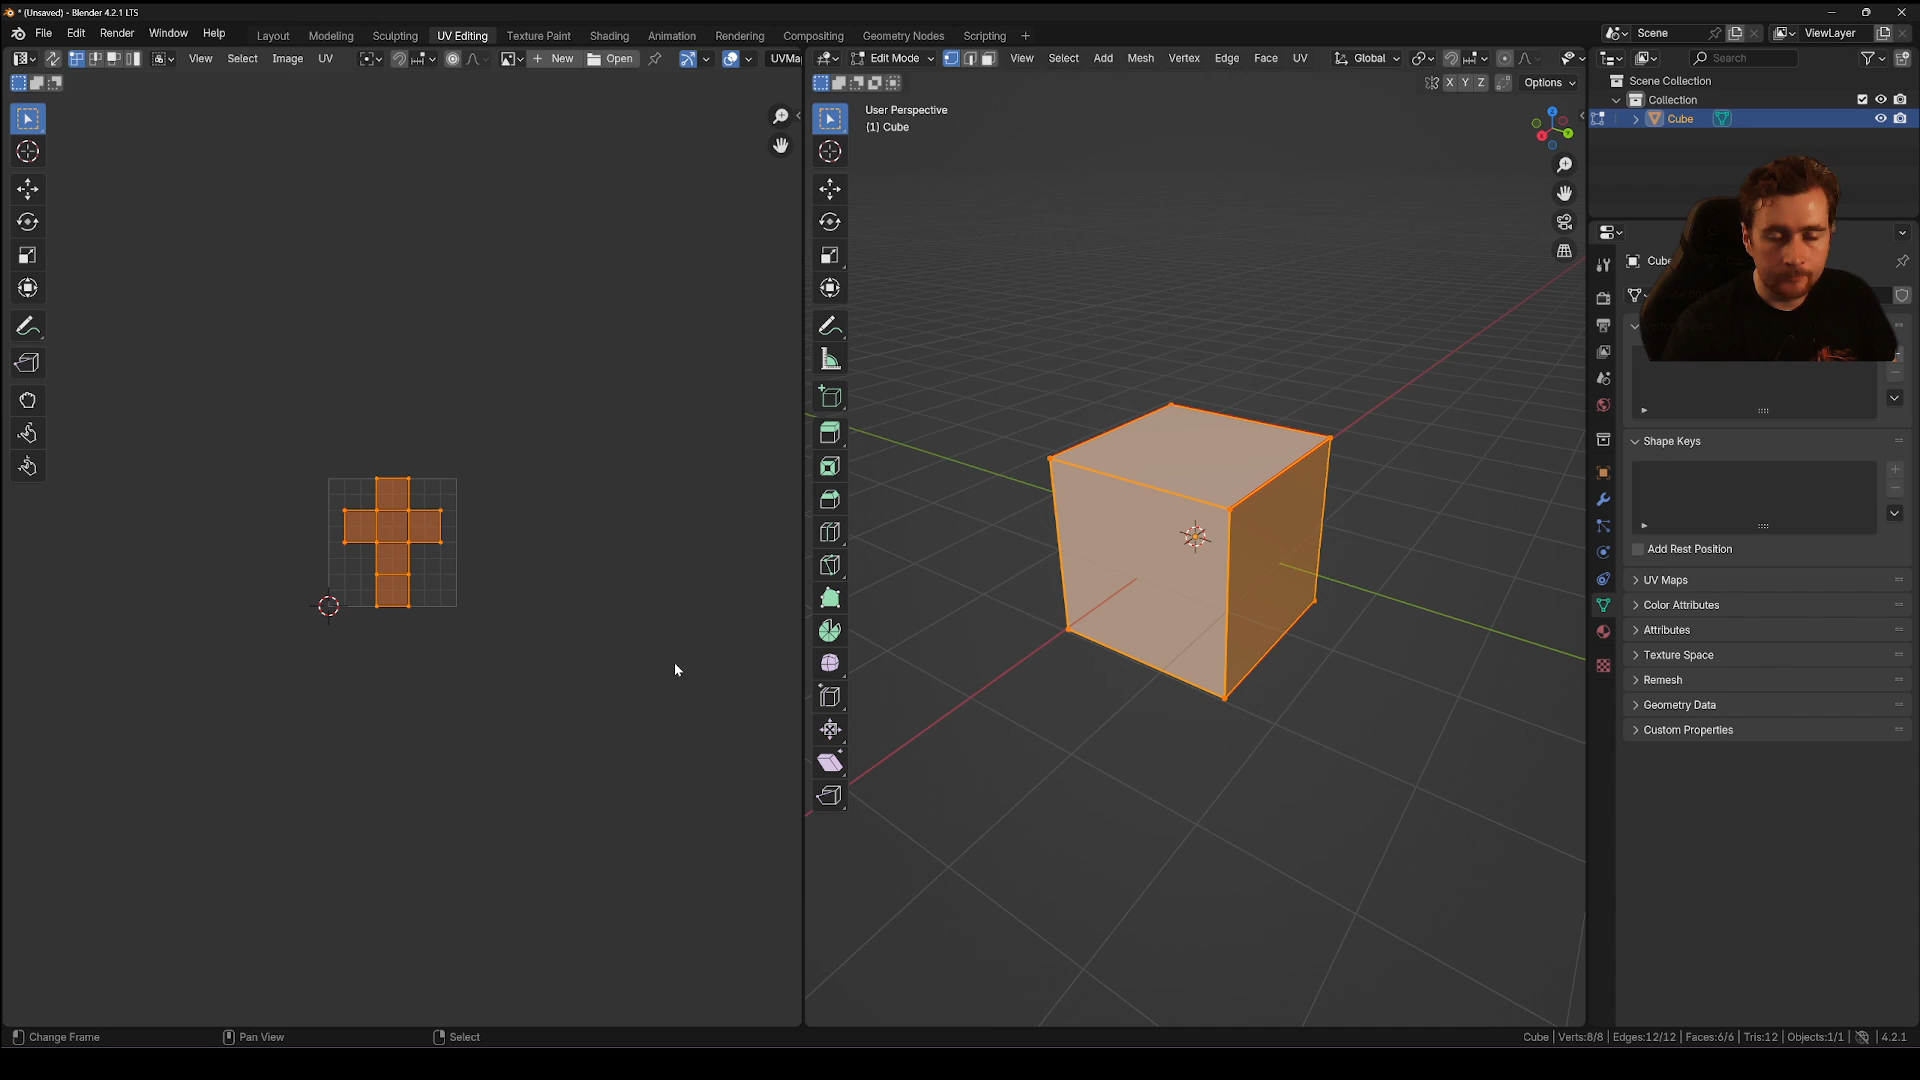 * (Unsaved) - Blender 4.2.1 LTS
File Edit Render Window Help Layout Modeling Sculpting UV Editing Texture Paint Shading Animation Rendering Compositing Geometry Nodes Scripting + Scene ViewLayer
View Select Image UV New Open UVMa Edit Mode View Select Add Mesh Vertex Edge Face UV Global Search
X Y Z Options
Scene Collection
Collection
Cube
User Perspective
(1) Cube
Cube
Shape Keys
Add Rest Position
UV Maps
Color Attributes
Attributes
Texture Space
Remesh
Geometry Data
Custom Properties
Change Frame Pan View Select Cube | Verts:8/8 | Edges:12/12 | Faces:6/6 | Tris:12 | Objects:1/1 | 4.2.1